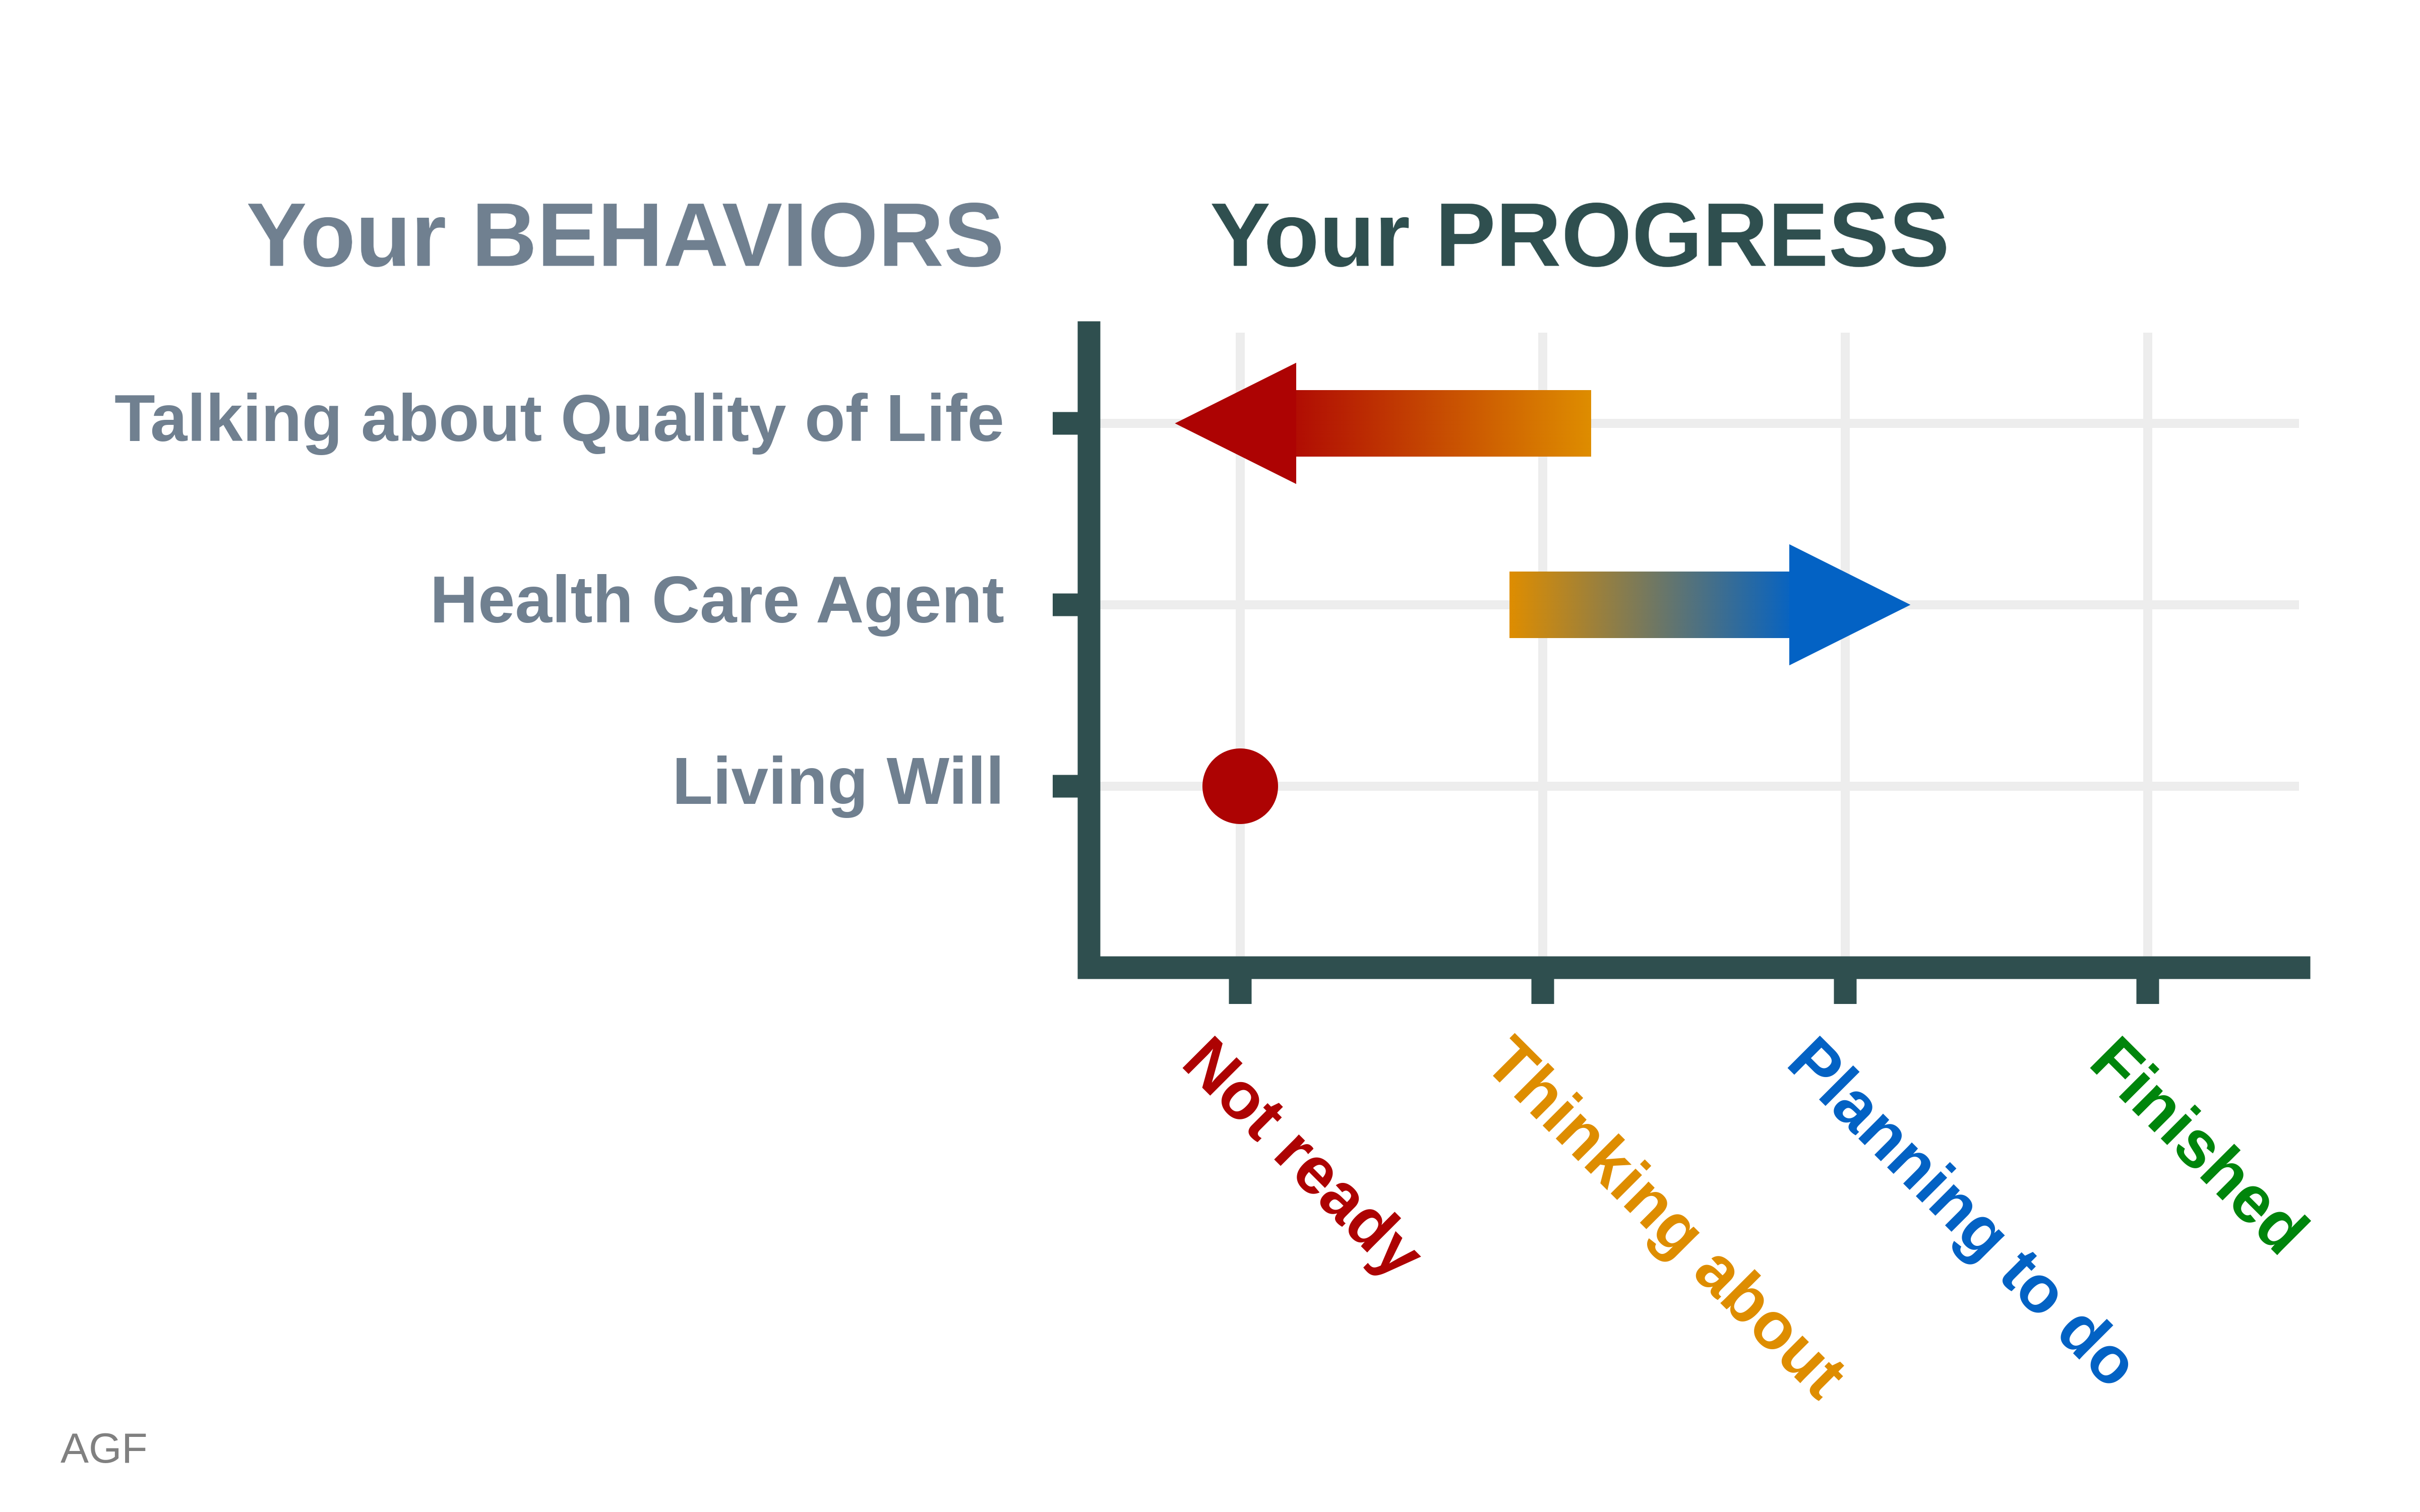 Your BEHAVIORS
Your PROGRESS
Talking about Quality of Life
Health Care Agent
Living Will
Not ready
Thinking about
Planning to do
Finished
AGF